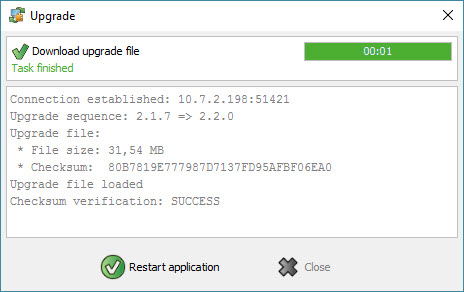 Upgrade
Download upgrade file
00:01
Task finished
Connection established: 10.7.2.198:51421
Upgrade sequence: 2.1.7 => 2.2.0
Upgrade file:
* File size: 31,54 MB
* Checksum:  80B7819E777987D7137FD95AFBF06EA0
Upgrade file loaded
Checksum verification: SUCCESS
Restart application
Close